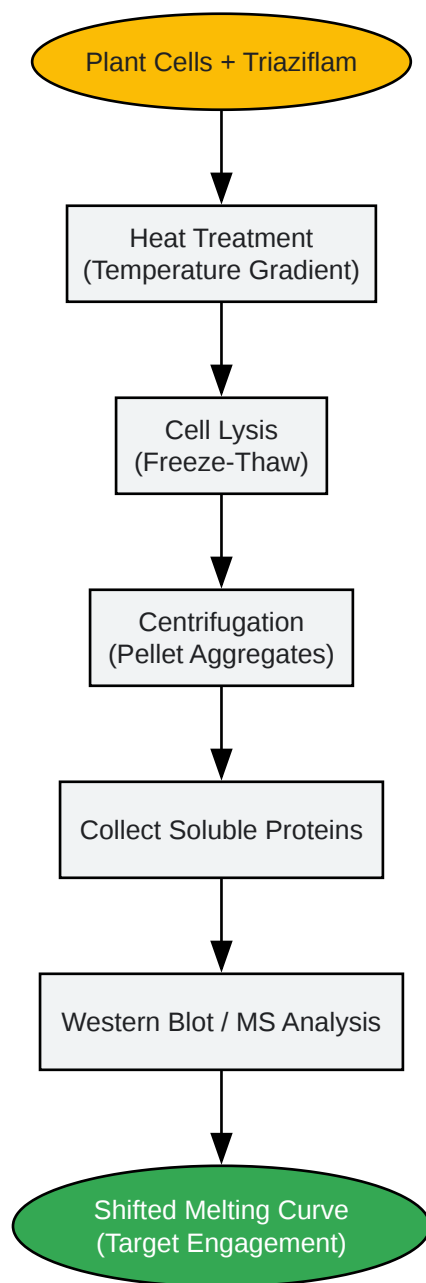 Plant Cells + Triaziflam
Heat Treatment
(Temperature Gradient)
Cell Lysis
(Freeze-Thaw)
Centrifugation
(Pellet Aggregates)
Collect Soluble Proteins
Western Blot / MS Analysis
Shifted Melting Curve
(Target Engagement)